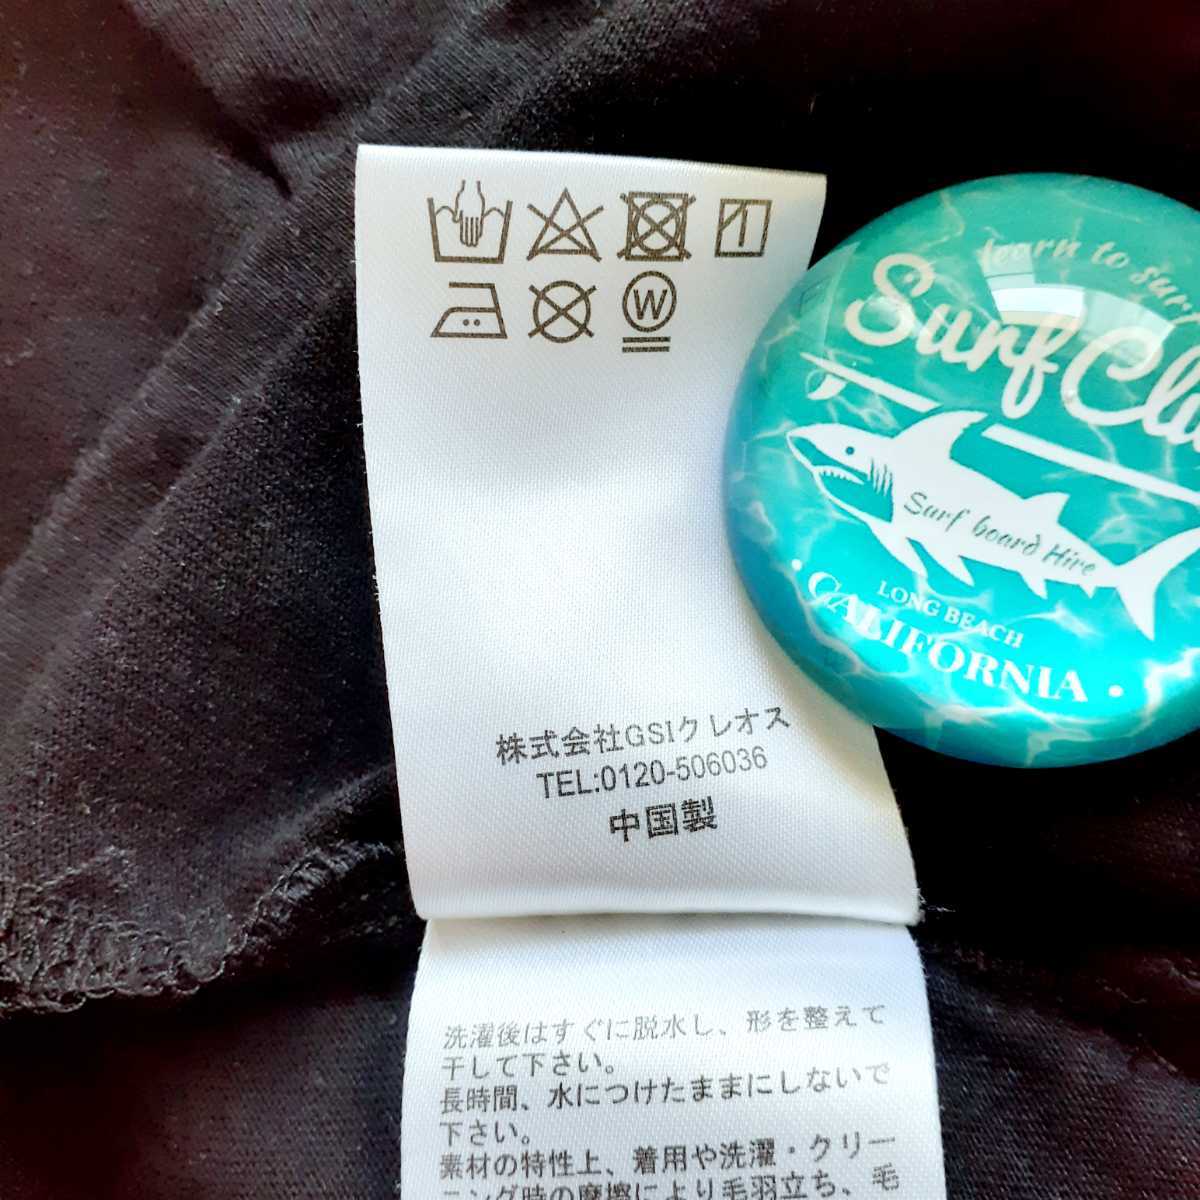 W
株式会社GSIクレオス
TEL:0120-506036
中国製
洗濯後はすぐに脱水し、形を整えて
干して下さい。
長時間、水につけたままにしないで
下さい。
素材の特性上、着用や洗濯・クリー
ニング時の摩擦により毛羽立ち、毛
learn to surf
Surf
Surf board Hire
LONG BEACH
• CALIFORNIA •